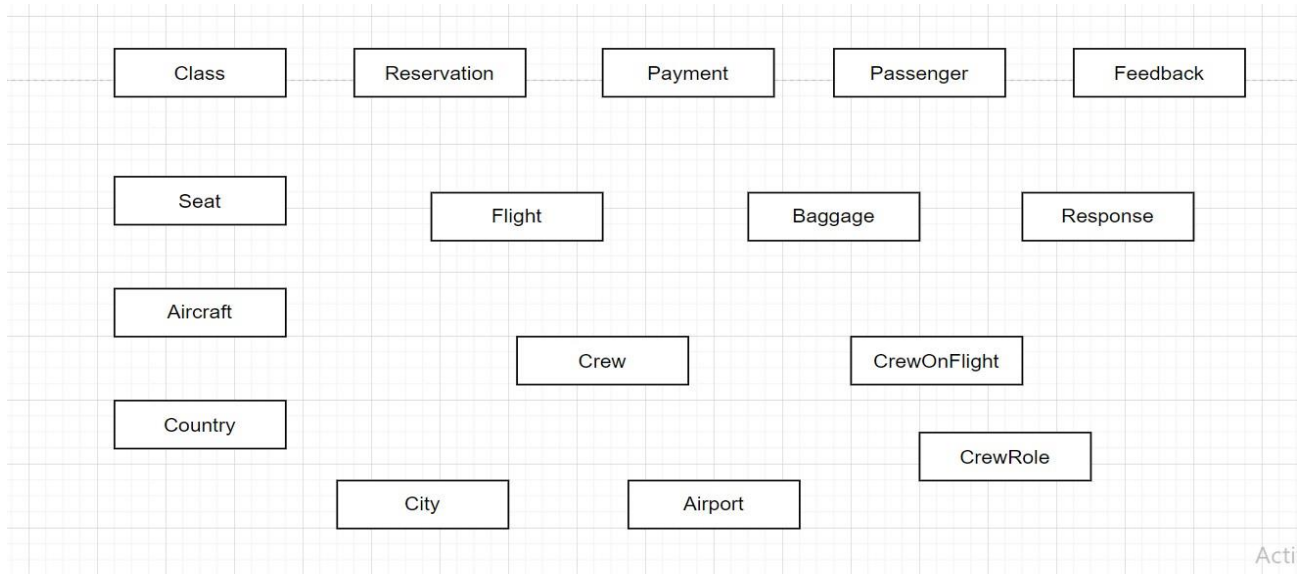 Class
Reservation
Payment
Passenger
Feedback
Seat
Flight
Baggage
Response
Aircraft
Crew
CrewOnFlight
Country
CrewRole
City
Airport
Acti